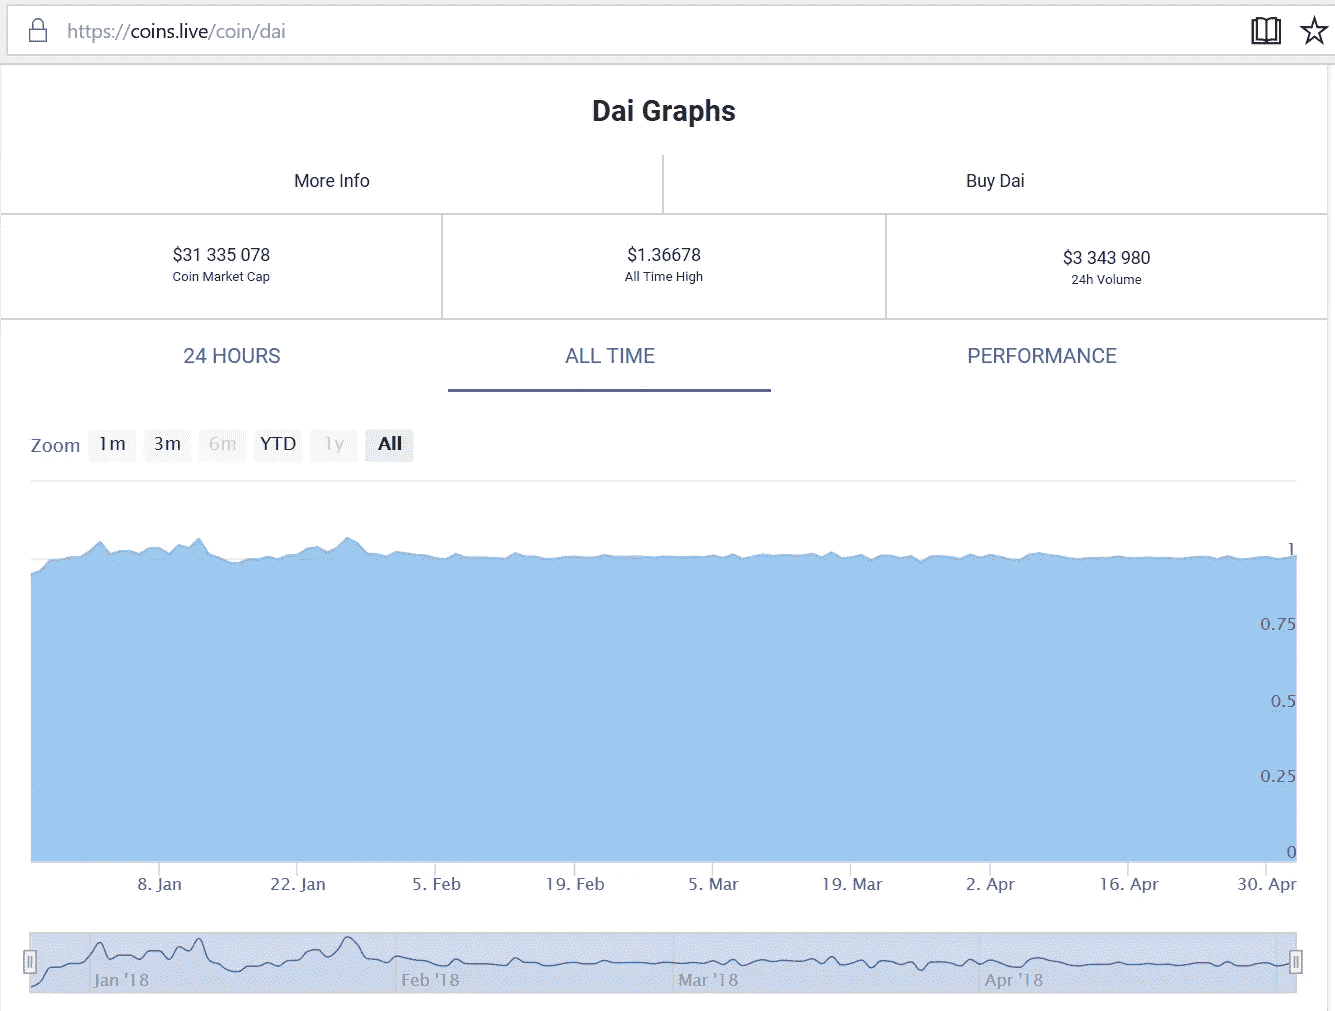 https://coins.live/coin/dai
Dai Graphs
More Info
Buy Dai
$31 335 078
Coin Market Cap
$1.36678
All Time High
$3 343 980
24h Volume
24 HOURS
ALL TIME
PERFORMANCE
Zoom 1m 3m 6m YTD 1y All
1
0.75
0.5
0.25
0
8. Jan 22. Jan 5. Feb 19. Feb 5. Mar 19. Mar 2. Apr 16. Apr 30. Apr
Jan '18 Feb '18 Mar '18 Apr '18